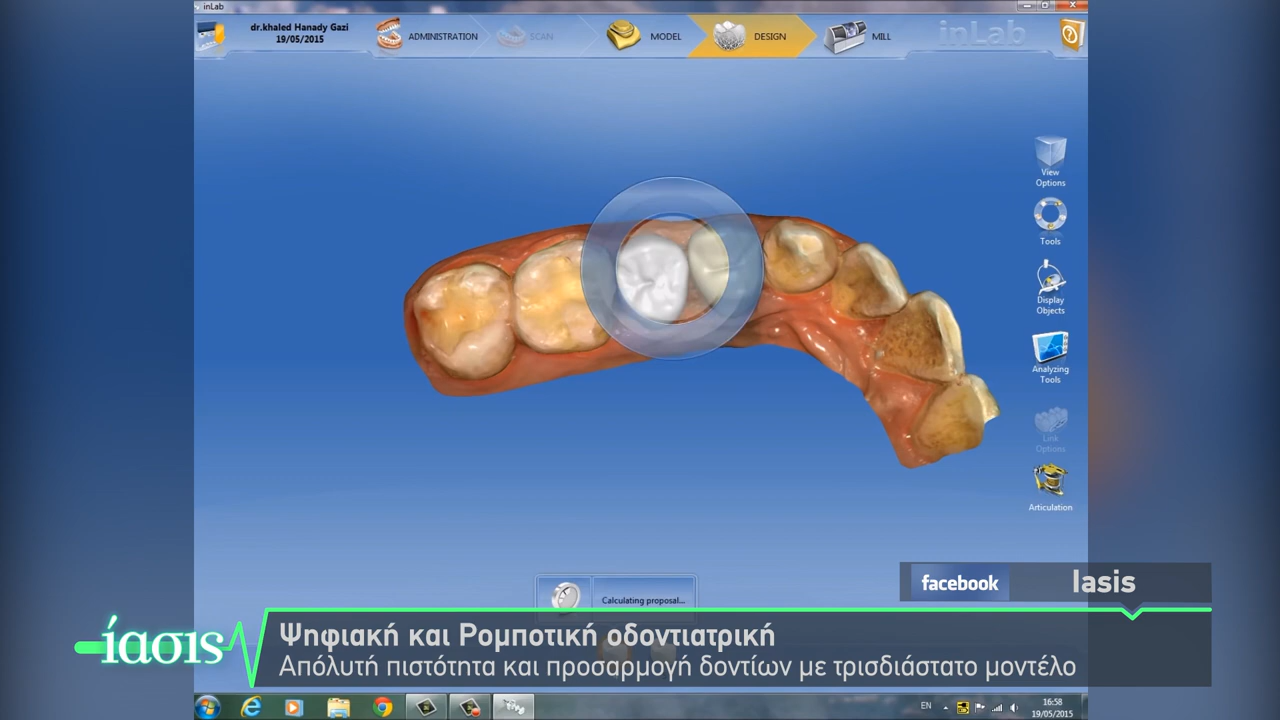 inLab
dr.khaled Hanady Gazi
19/05/2015
ADMINISTRATION
SCAN
MODEL
DESIGN
MILL
inLab
View
Options
Tools
Display
Objects
Analyzing
Tools
Link
Options
Articulation
Calculating proposal...
facebook
Iasis
ίασις
Ψηφιακή και Ρομποτική οδοντιατρική
Απόλυτή πιστότητα και προσαρμογή δοντίων με τρισδιάστατο μοντέλο
EN
16:58
19/05/2015